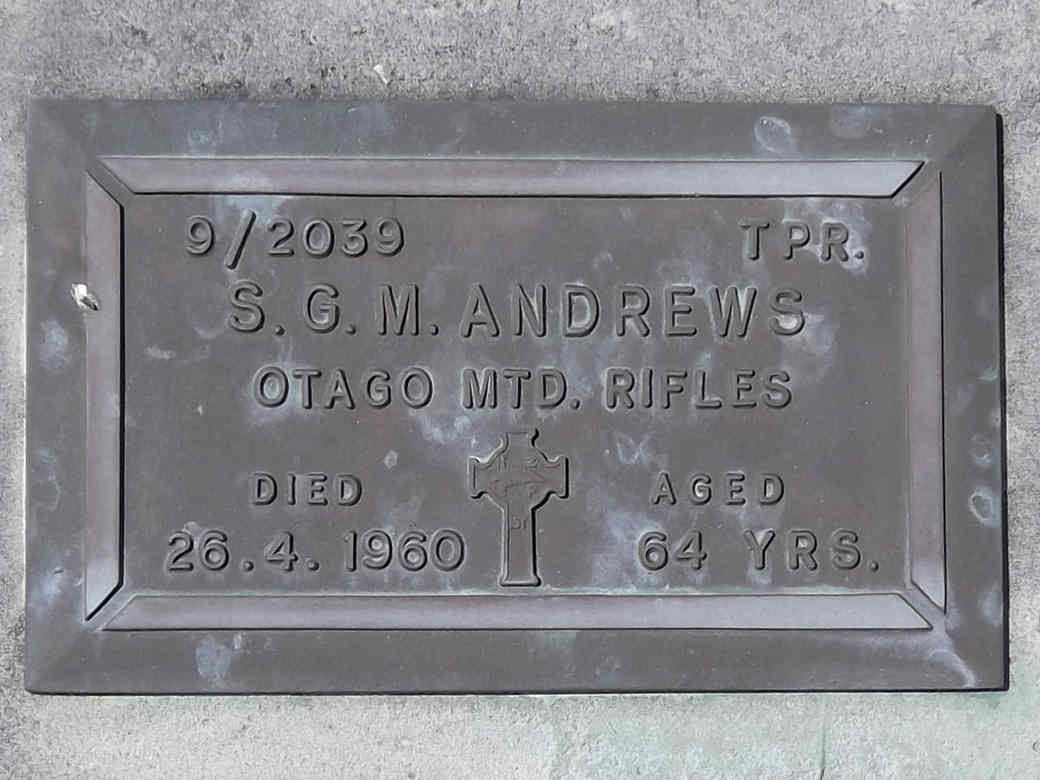 9/2039 TPR.
S. G. M. ANDREWS
OTAGO MTD. RIFLES
DIED AGED
26.4.1960 64 YRS.